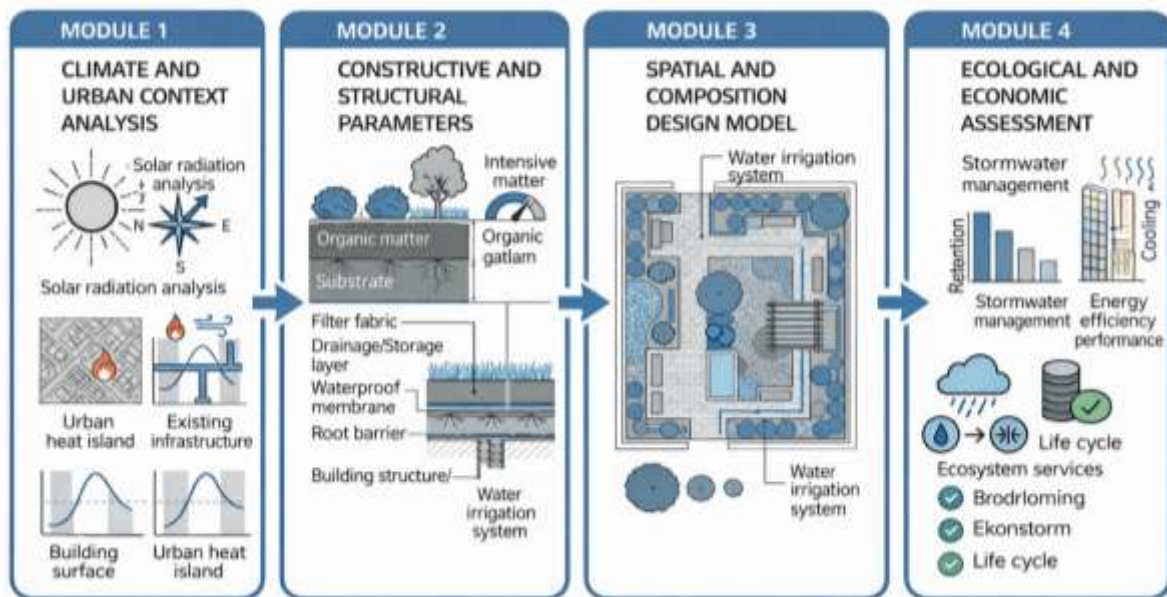 MODULE 1
CLIMATE AND
URBAN CONTEXT
ANALYSIS
Solar radiation
analysis
N
E
S
Solar radiation analysis
Urban
heat island
Existing
infrastructure
Building
surface
Urban heat
island
MODULE 2
CONSTRUCTIVE AND
STRUCTURAL
PARAMETERS
Intensive
matter
Organic matter
Organic
gatlam
Substrate
Filter fabric
Drainage/Storage
layer
Waterproof
membrane
Root barrier
Building structure/
Water
irrigation
system
MODULE 3
SPATIAL AND
COMPOSITION
DESIGN MODEL
Water irrigation
system
Water
irrigation
system
MODULE 4
ECOLOGICAL AND
ECONOMIC
ASSESSMENT
Stormwater
management
Retention
Cooling
Stormwater
management
Energy
efficiency
performance
Life cycle
Ecosystem services
Brodrloming
Ekonstorm
Life cycle